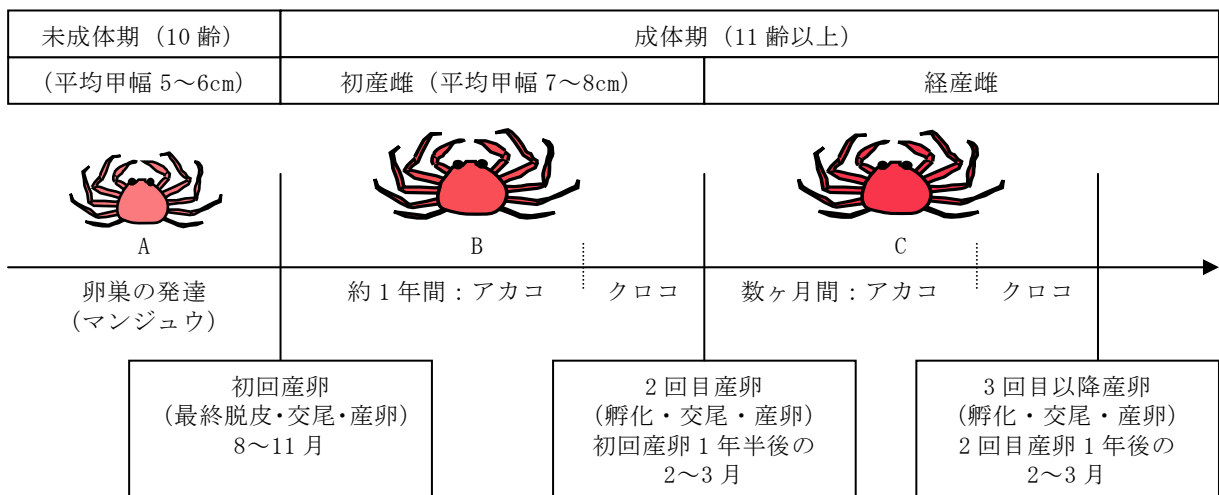 未成体期（10 齢）
成体期（11 齢以上）
（平均甲幅 5～6cm）
初産雌（平均甲幅 7～8cm）
経産雌
A
B
C
卵巣の発達
（マンジュウ）
約 1 年間：アカコ
クロコ
数ヶ月間：アカコ
クロコ
初回産卵
（最終脱皮・交尾・産卵）
8～11 月
2 回目産卵
（孵化・交尾・産卵）
初回産卵 1 年半後の
2～3 月
3 回目以降産卵
（孵化・交尾・産卵）
2 回目産卵 1 年後の
2～3 月